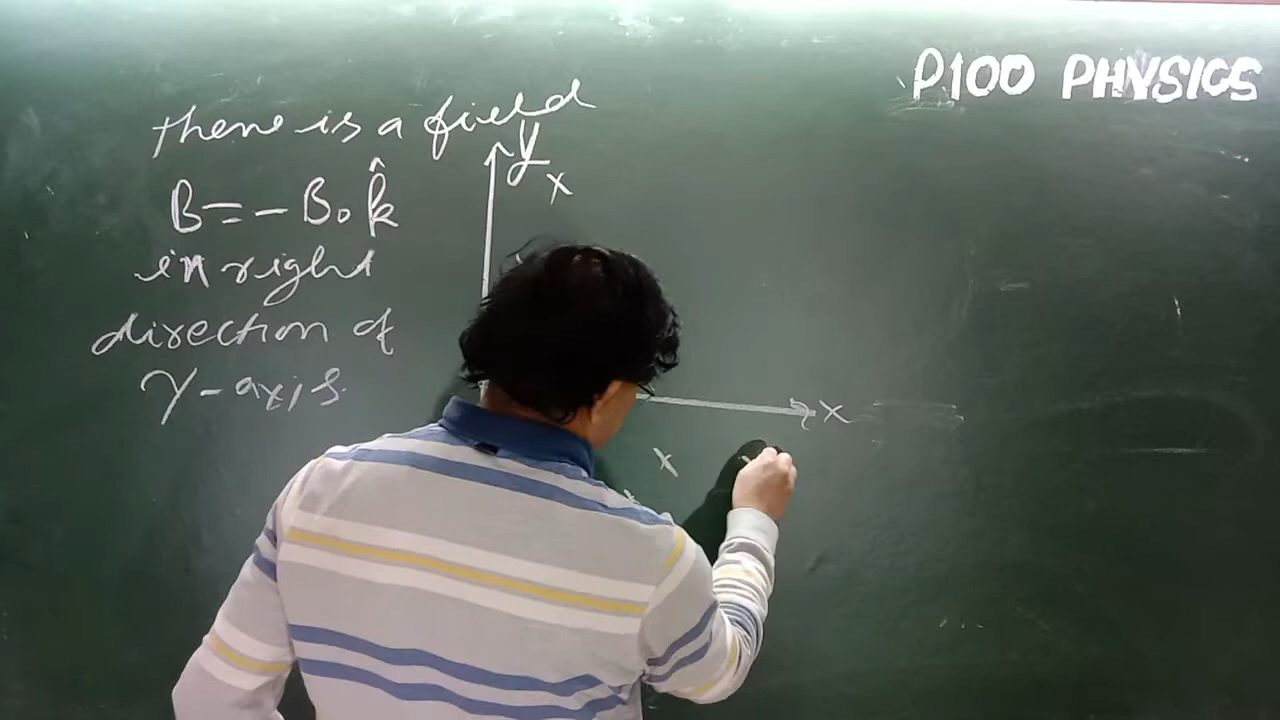 P100 PHYSICS
there is a field
B = - B₀ k̂
in right
direction of
Y-axis.
y
x
x
x